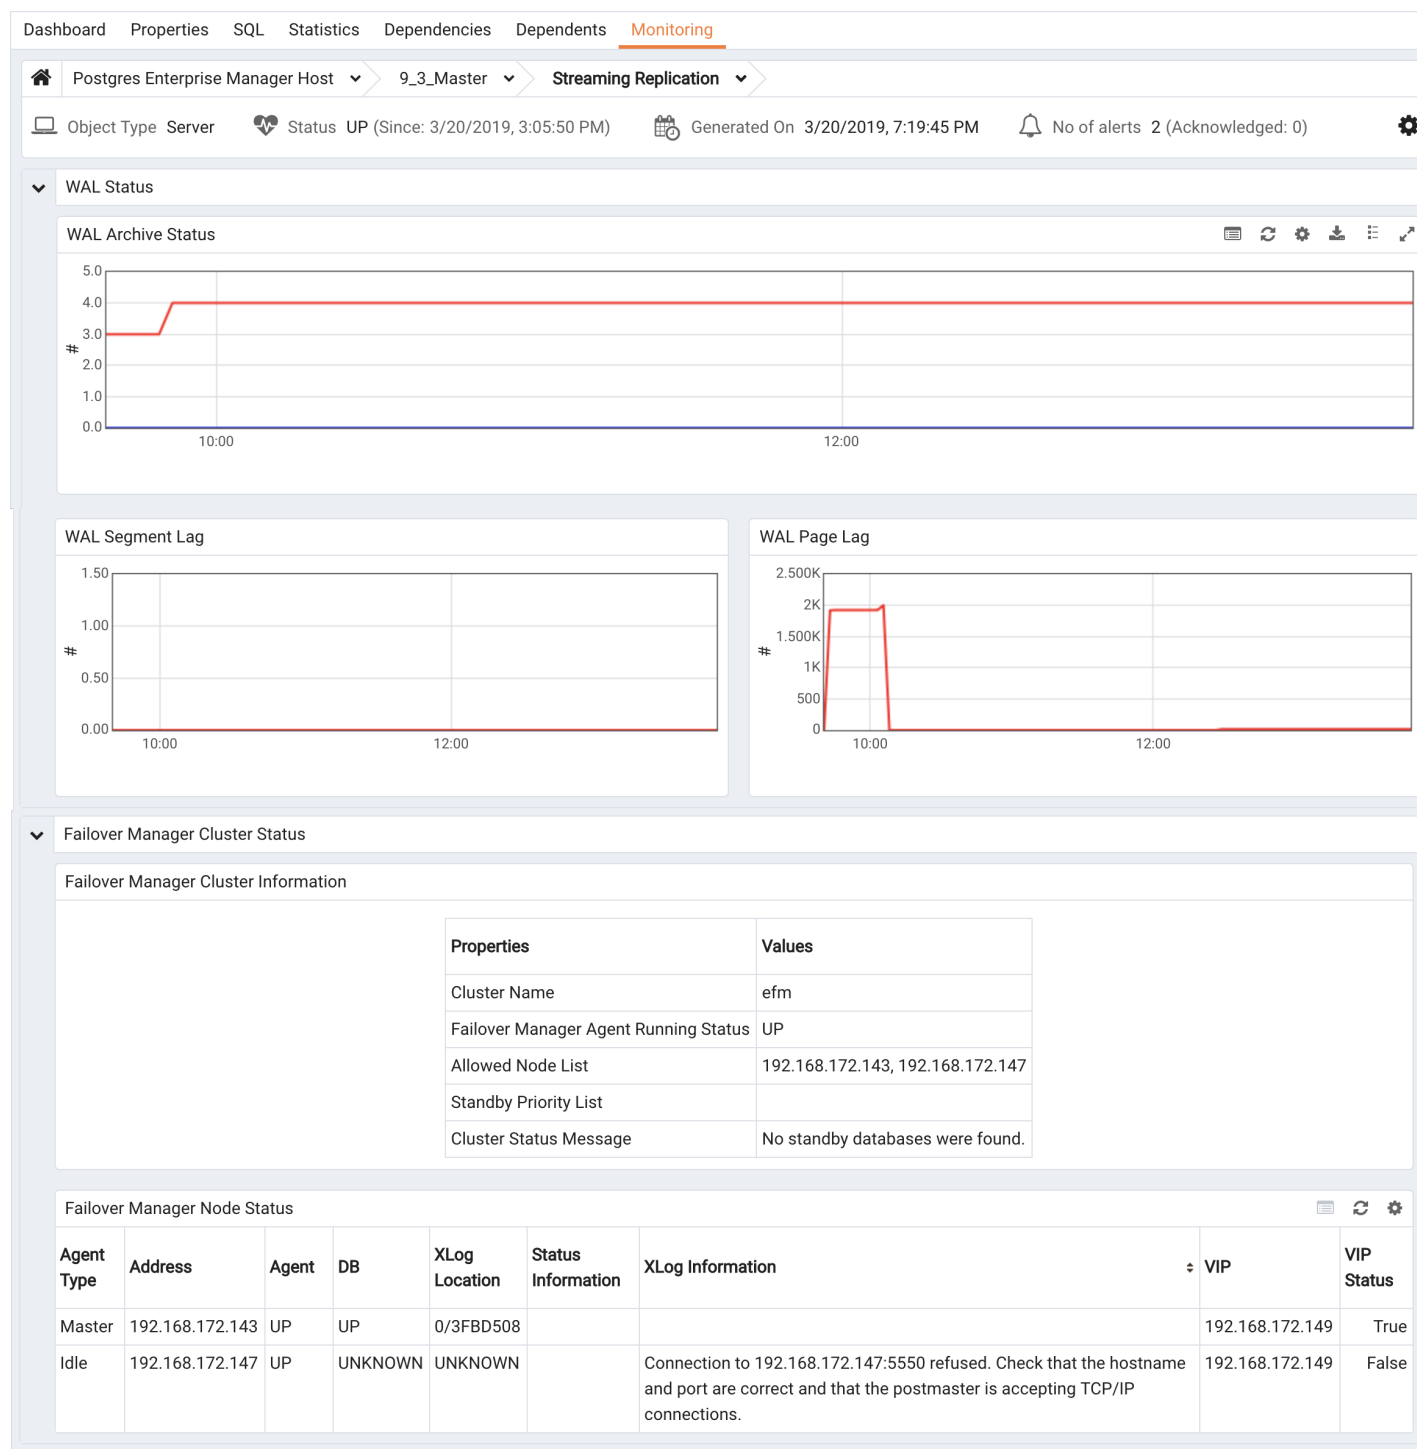 Dashboard Properties SQL Statistics Dependencies Dependents Monitoring
Postgres Enterprise Manager Host 9_3_Master Streaming Replication
Object Type Server Status UP (Since: 3/20/2019, 3:05:50 PM) Generated On 3/20/2019, 7:19:45 PM No of alerts 2 (Acknowledged: 0)
WAL Status
WAL Archive Status
5.0
4.0
3.0
#
2.0
1.0
0.0
10:00 12:00
WAL Segment Lag
1.50
1.00
#
0.50
0.00
10:00 12:00
WAL Page Lag
2.500K
2K
1.500K
#
1K
500
0
10:00 12:00
Failover Manager Cluster Status
Failover Manager Cluster Information
Properties Values
Cluster Name efm
Failover Manager Agent Running Status UP
Allowed Node List 192.168.172.143, 192.168.172.147
Standby Priority List
Cluster Status Message No standby databases were found.
Failover Manager Node Status
Agent Type Address Agent DB XLog Location Status Information XLog Information VIP VIP Status
Master 192.168.172.143 UP UP 0/3FBD508 192.168.172.149 True
Idle 192.168.172.147 UP UNKNOWN UNKNOWN Connection to 192.168.172.147:5550 refused. Check that the hostname 192.168.172.149 False
and port are correct and that the postmaster is accepting TCP/IP
connections.